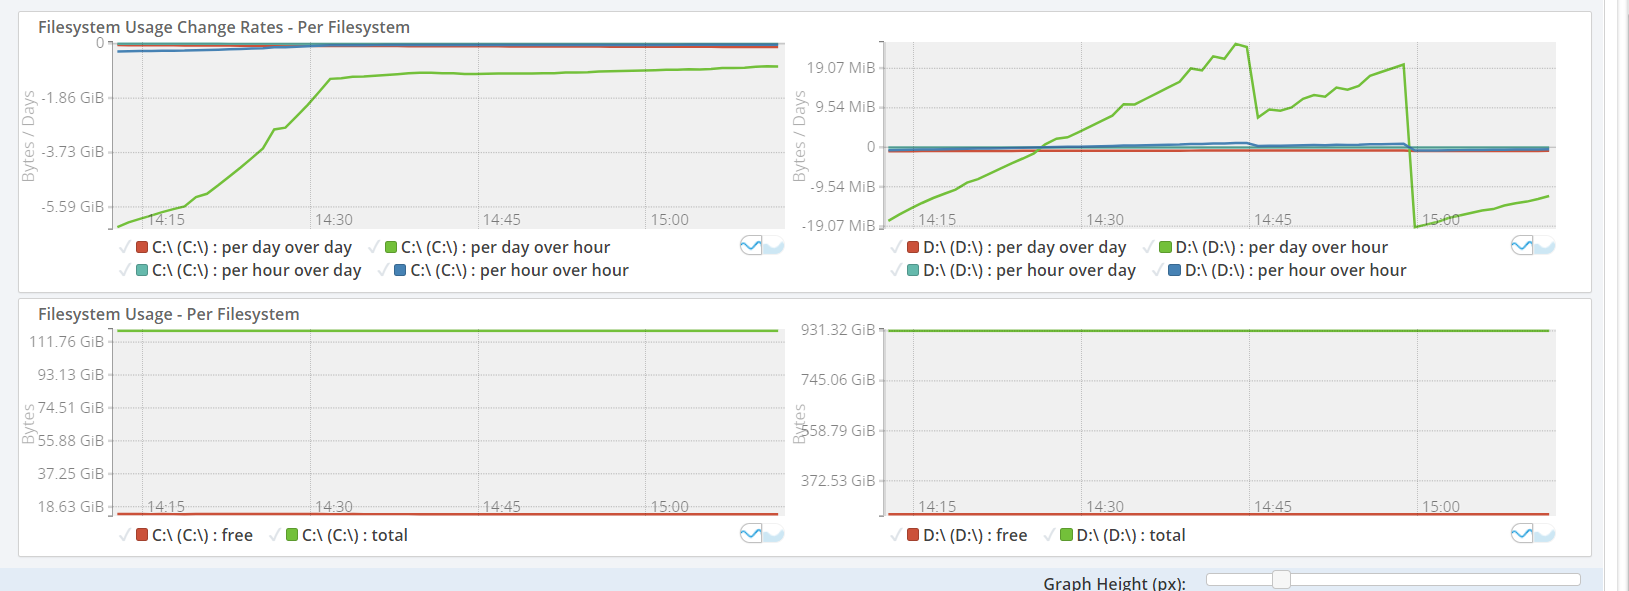 Filesystem Usage Change Rates - Per Filesystem
0
-1.86 GiB
-3.73 GiB
-5.59 GiB
Bytes / Days
14:15 14:30 14:45 15:00
C:\ (C:\) : per day over day C:\ (C:\) : per day over hour
C:\ (C:\) : per hour over day C:\ (C:\) : per hour over hour
19.07 MiB
9.54 MiB
0
-9.54 MiB
-19.07 MiB
Bytes / Days
14:15 14:30 14:45 15:00
D:\ (D:\) : per day over day D:\ (D:\) : per day over hour
D:\ (D:\) : per hour over day D:\ (D:\) : per hour over hour
Filesystem Usage - Per Filesystem
111.76 GiB
93.13 GiB
74.51 GiB
55.88 GiB
37.25 GiB
18.63 GiB
Bytes
14:15 14:30 14:45 15:00
C:\ (C:\) : free C:\ (C:\) : total
931.32 GiB
745.06 GiB
558.79 GiB
372.53 GiB
Bytes
14:15 14:30 14:45 15:00
D:\ (D:\) : free D:\ (D:\) : total
Graph Height (px):